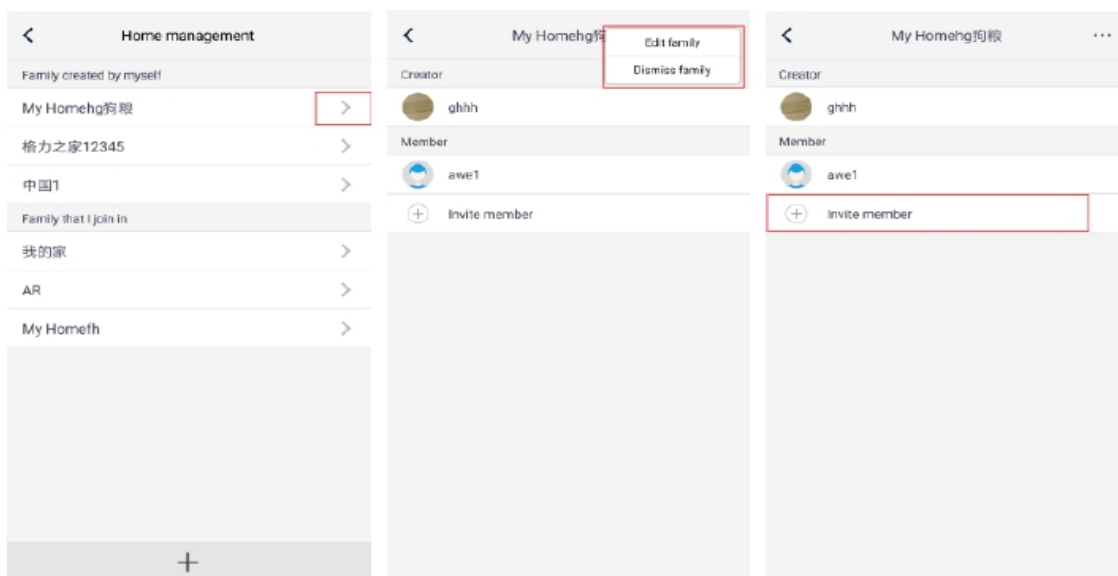 Home management
Family created by myself
My Homehg狗粮
格力之家12345
中国1
Family that I join in
我的家
AR
My Homefh
My Homehg狗
Edit family
Dismiss family
Creator
ghhh
Member
awe1
Invite member
My Homehg狗粮
Creator
ghhh
Member
awe1
Invite member